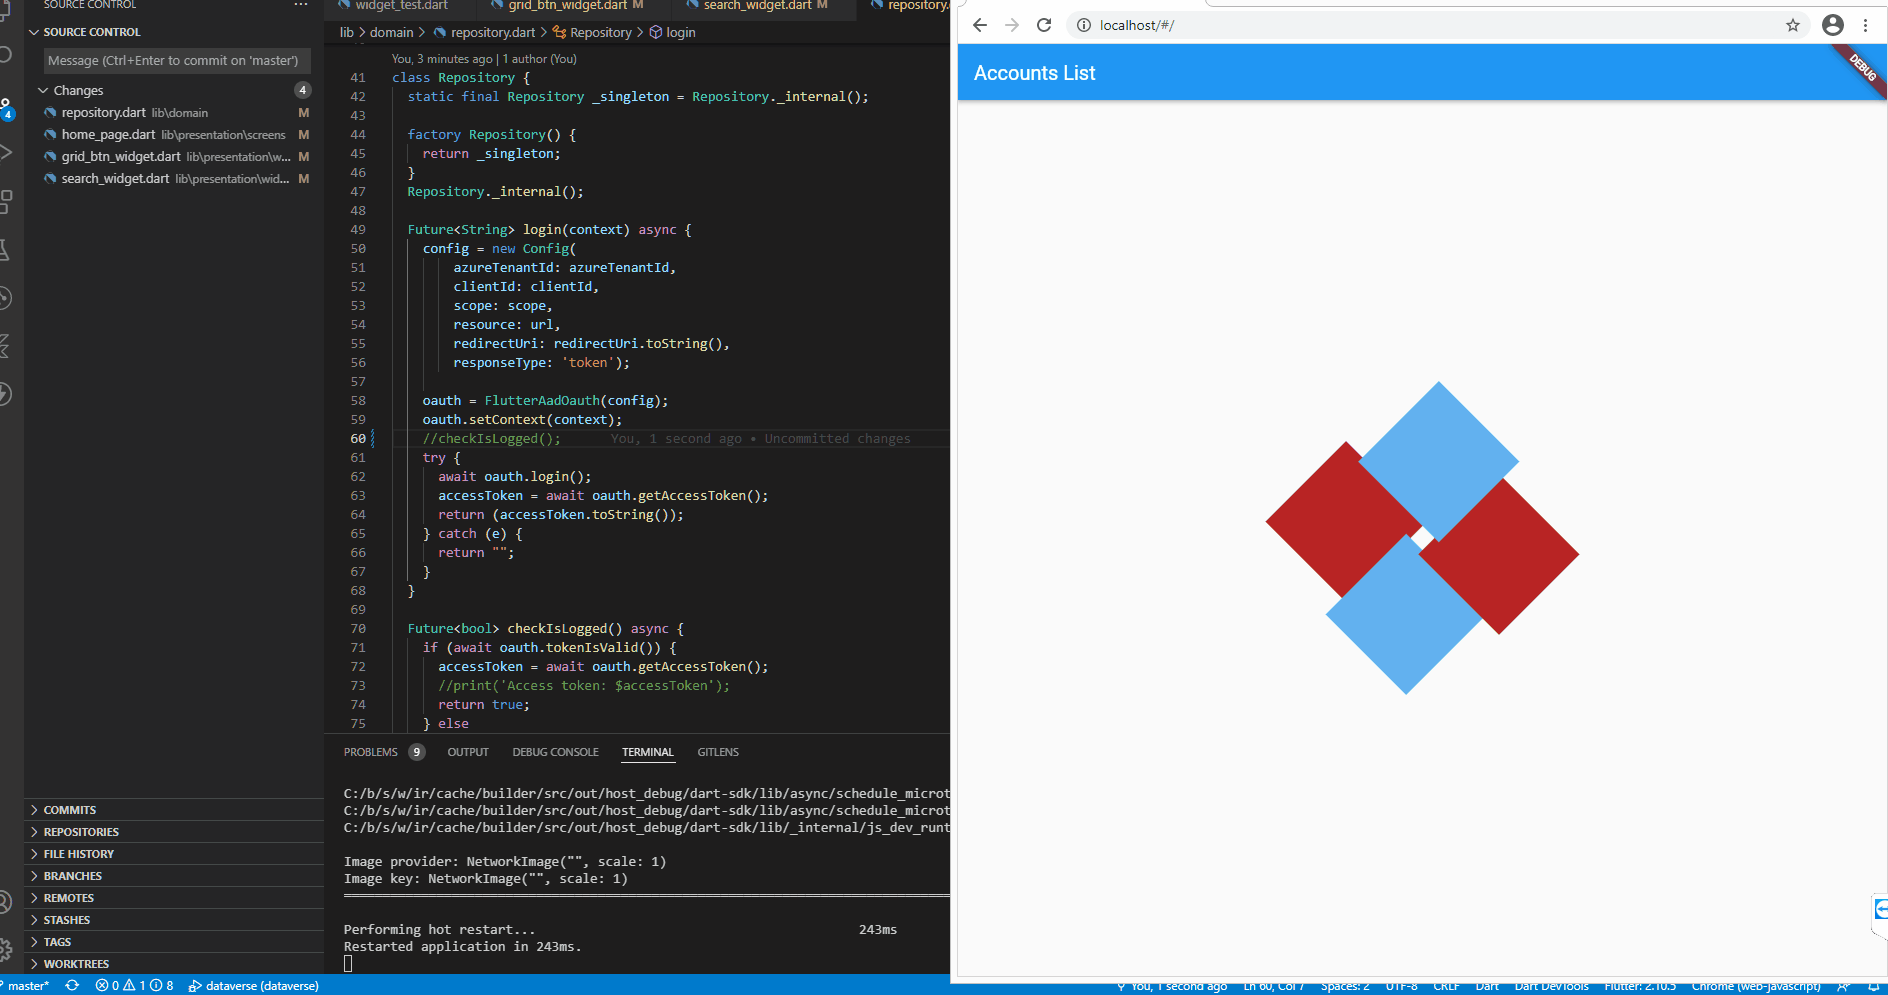 SOURCE CONTROL
SOURCE CONTROL
Message (Ctrl+Enter to commit on 'master')
Changes 4
4
repository.dart lib\domain M
home_page.dart lib\presentation\screens M
grid_btn_widget.dart lib\presentation\w... M
search_widget.dart lib\presentation\wid... M
COMMITS
REPOSITORIES
FILE HISTORY
BRANCHES
REMOTES
STASHES
TAGS
WORKTREES
widget_test.dart grid_btn_widget.dart M search_widget.dart M repository.
lib > domain > repository.dart > Repository > login
You, 3 minutes ago | 1 author (You)
41 class Repository {
42 static final Repository _singleton = Repository._internal();
43
44 factory Repository() {
45 return _singleton;
46 }
47 Repository._internal();
48
49 Future<String> login(context) async {
50 config = new Config(
51 azureTenantId: azureTenantId,
52 clientId: clientId,
53 scope: scope,
54 resource: url,
55 redirectUri: redirectUri.toString(),
56 responseType: 'token');
57
58 oauth = FlutterAadOauth(config);
59 oauth.setContext(context);
60 //checkIsLogged(); You, 1 second ago • Uncommitted changes
61 try {
62 await oauth.login();
63 accessToken = await oauth.getAccessToken();
64 return (accessToken.toString());
65 } catch (e) {
66 return "";
67 }
68 }
69
70 Future<bool> checkIsLogged() async {
71 if (await oauth.tokenIsValid()) {
72 accessToken = await oauth.getAccessToken();
73 //print('Access token: $accessToken');
74 return true;
75 } else
PROBLEMS 9 OUTPUT DEBUG CONSOLE TERMINAL GITLENS
C:/b/s/w/ir/cache/builder/src/out/host_debug/dart-sdk/lib/async/schedule_microt
C:/b/s/w/ir/cache/builder/src/out/host_debug/dart-sdk/lib/async/schedule_microt
C:/b/s/w/ir/cache/builder/src/out/host_debug/dart-sdk/lib/_internal/js_dev_runt
Image provider: NetworkImage("", scale: 1)
Image key: NetworkImage("", scale: 1)
Performing hot restart... 243ms
Restarted application in 243ms.
localhost/#/
Accounts List
DEBUG
master* 0 1 8 dataverse (dataverse) You, 1 second ago Ln 60, Col 7 Spaces: 2 UTF-8 CRLF Dart Dart DevTools Flutter: 2.10.5 Chrome (web-javascript)